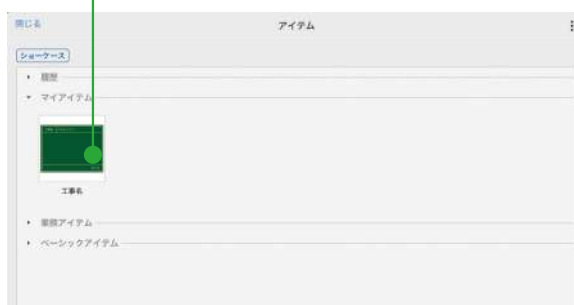 閉じる
アイテム
ショーケース
履歴
マイアイテム
工事名
業務アイテム
ベーシックアイテム